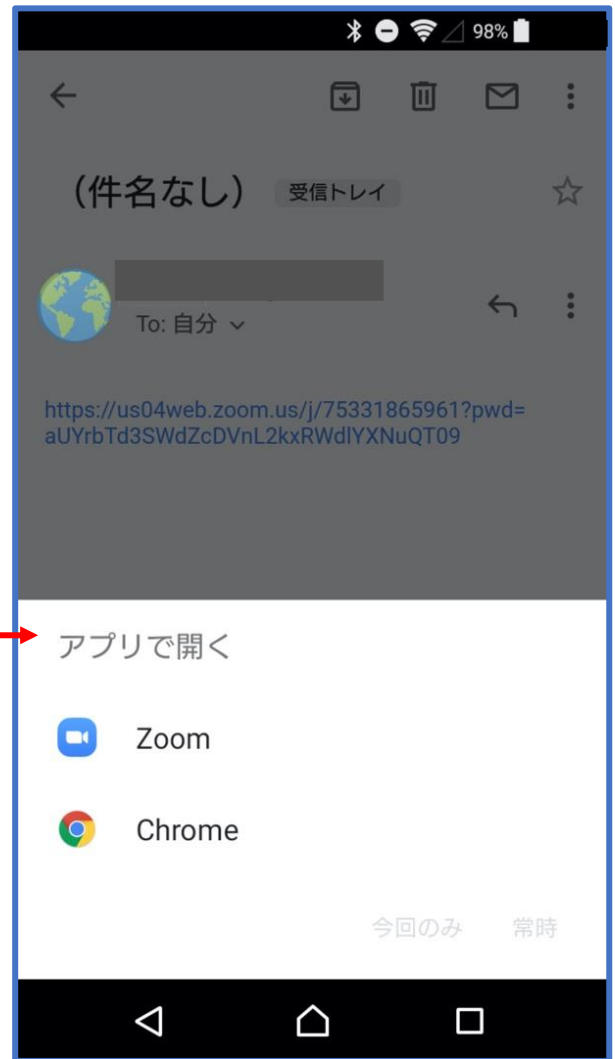 98%
（件名なし） 受信トレイ
To: 自分
https://us04web.zoom.us/j/75331865961?pwd=
aUYrbTd3SWdZcDVnL2kxRWdlYXNuQT09
アプリで開く
Zoom
Chrome
今回のみ 常時